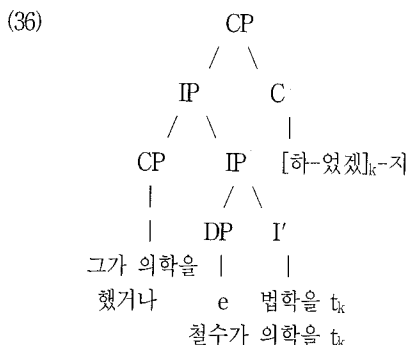 (36) CP
IP C
CP IP [하-었겠]k-지
DP I′
그가 의학을
했거나 e 법학을 tk
철수가 의학을 tk